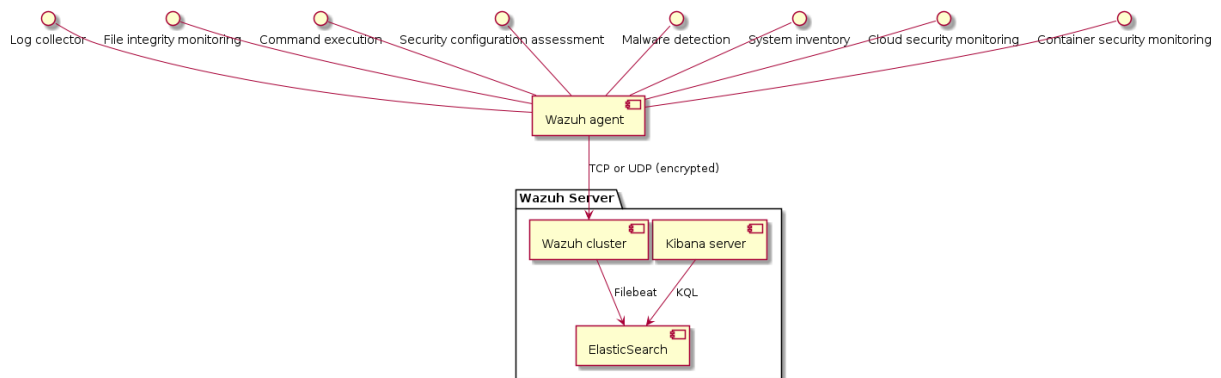 Log collector
File integrity monitoring
Command execution
Security configuration assessment
Malware detection
System inventory
Cloud security monitoring
Container security monitoring
Wazuh agent
TCP or UDP (encrypted)
Wazuh Server
Wazuh cluster
Kibana server
Filebeat
KQL
ElasticSearch